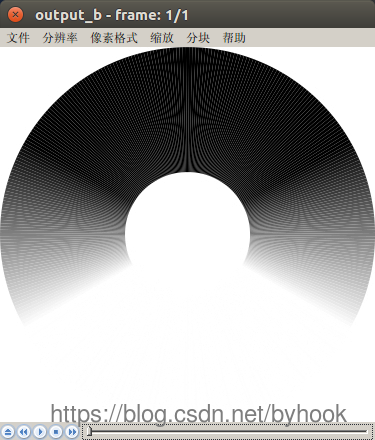 output_b - frame: 1/1
文件 分辨率 像素格式 缩放 分块 帮助
https://blog.csdn.net/byhook